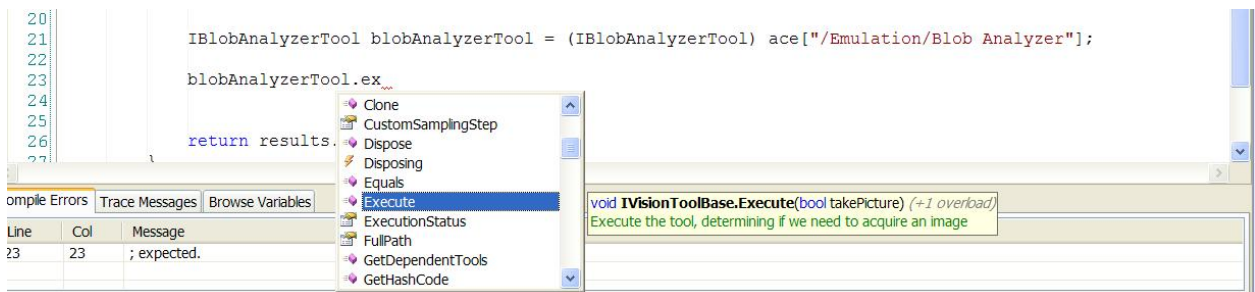 20
21 IBlobAnalyzerTool blobAnalyzerTool = (IBlobAnalyzerTool) ace["/Emulation/Blob Analyzer"];
22
23 blobAnalyzerTool.ex
24
25
26 return results.
27 }
Clone
CustomSamplingStep
Dispose
Disposing
Equals
Execute
ExecutionStatus
FullPath
GetDependentTools
GetHashCode
void IVisionToolBase.Execute(bool takePicture) (+1 overload)
Execute the tool, determining if we need to acquire an image
ompile Errors Trace Messages Browse Variables
Line Col Message
23 23 ; expected.